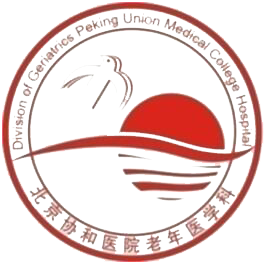 Division of Geriatrics Peking Union Medical College Hospital
北京协和医院老年医学科